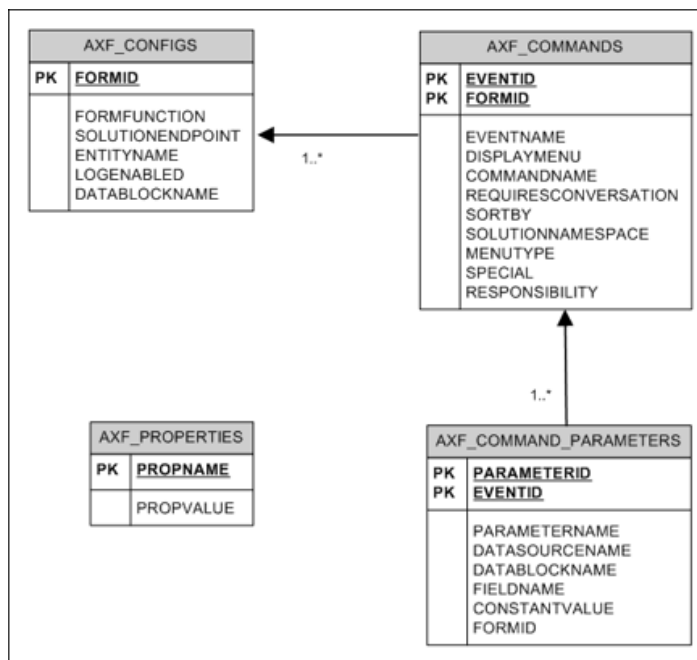 AXF_CONFIGS
PK FORMID
FORMFUNCTION
SOLUTIONENDPOINT
ENTITYNAME
LOGENABLED
DATABLOCKNAME
1..*
AXF_COMMANDS
PK EVENTID
PK FORMID
EVENTNAME
DISPLAYMENU
COMMANDNAME
REQUIRESCONVERSATION
SORTBY
SOLUTIONNAMESPACE
MENUTYPE
SPECIAL
RESPONSIBILITY
1..*
AXF_PROPERTIES
PK PROPNAME
PROPVALUE
AXF_COMMAND_PARAMETERS
PK PARAMETERID
PK EVENTID
PARAMETERNAME
DATASOURCENAME
DATABLOCKNAME
FIELDNAME
CONSTANTVALUE
FORMID